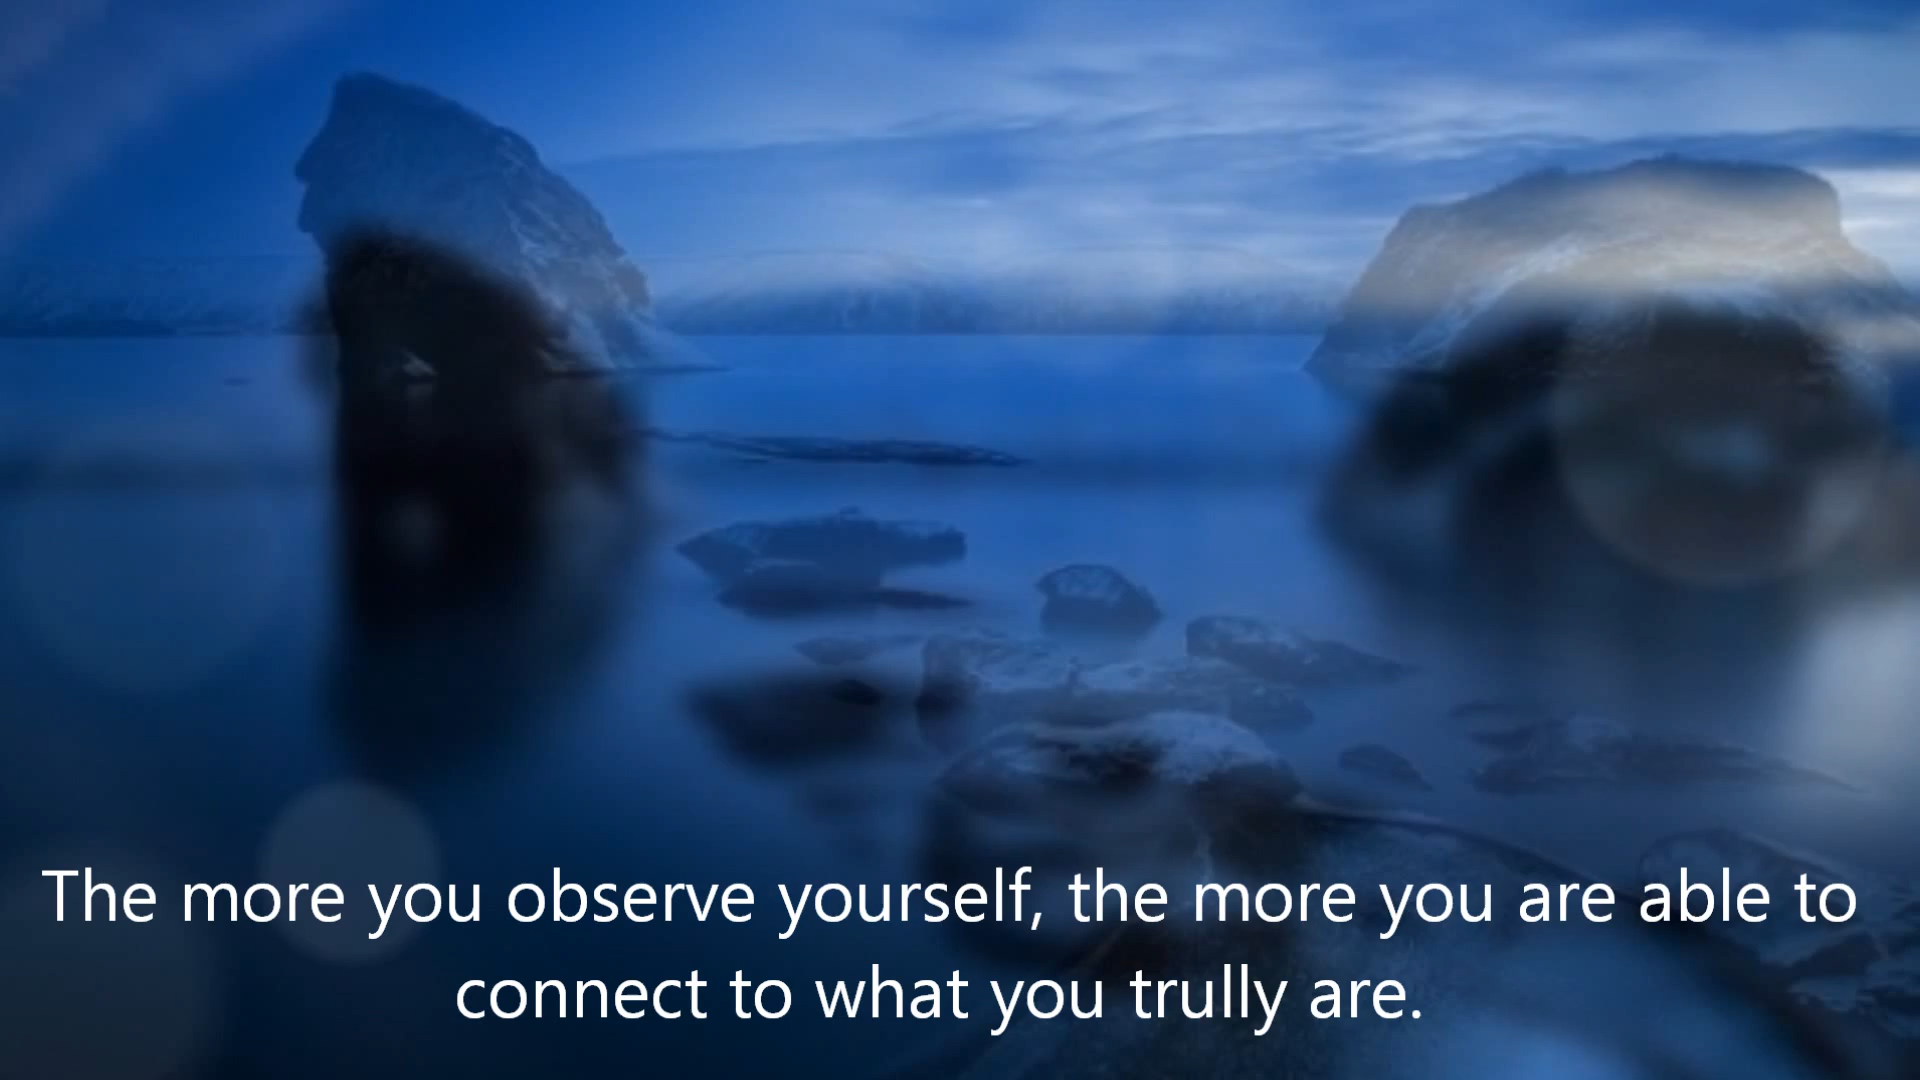 The more you observe yourself, the more you are able to
connect to what you trully are.